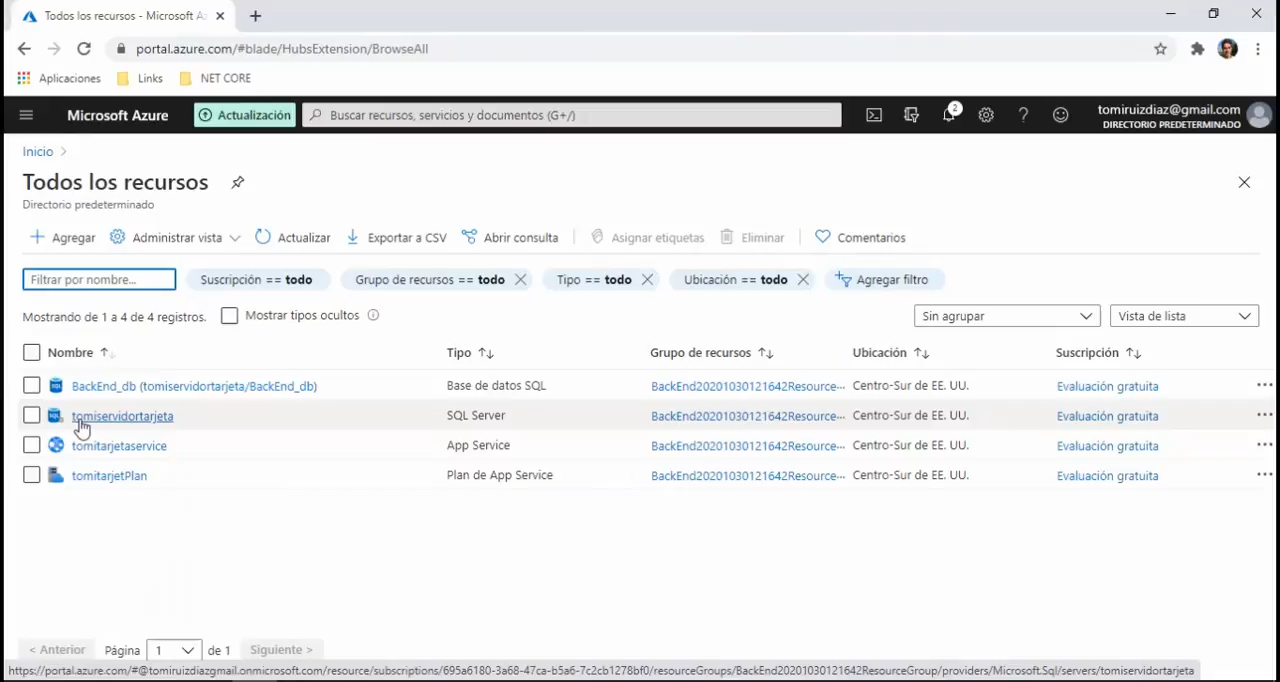 Todos los recursos - Microsoft Az
portal.azure.com/#blade/HubsExtension/BrowseAll
Aplicaciones Links NET CORE
Microsoft Azure Actualización Buscar recursos, servicios y documentos (G+/) 2 tomiruizdiaz@gmail.com
DIRECTORIO PREDETERMINADO
Inicio >
Todos los recursos
Directorio predeterminado
Agregar Administrar vista Actualizar Exportar a CSV Abrir consulta Asignar etiquetas Eliminar Comentarios
Filtrar por nombre... Suscripción == todo Grupo de recursos == todo Tipo == todo Ubicación == todo Agregar filtro
Mostrando de 1 a 4 de 4 registros. Mostrar tipos ocultos Sin agrupar Vista de lista
Nombre Tipo Grupo de recursos Ubicación Suscripción
BackEnd_db (tomiservidortarjeta/BackEnd_db) Base de datos SQL BackEnd20201030121642Resource··· Centro-Sur de EE. UU. Evaluación gratuita
tomiservidortarjeta SQL Server BackEnd20201030121642Resource··· Centro-Sur de EE. UU. Evaluación gratuita
tomitarjetaservice App Service BackEnd20201030121642Resource··· Centro-Sur de EE. UU. Evaluación gratuita
tomitarjetPlan Plan de App Service BackEnd20201030121642Resource··· Centro-Sur de EE. UU. Evaluación gratuita
< Anterior Página 1 de 1 Siguiente >
https://portal.azure.com/#@tomiruizdiazgmail.onmicrosoft.com/resource/subscriptions/695a6180-3a68-47ca-b5a6-7c2cb1278bf0/resourceGroups/BackEnd20201030121642ResourceGroup/providers/Microsoft.Sql/servers/tomiservidortarjeta